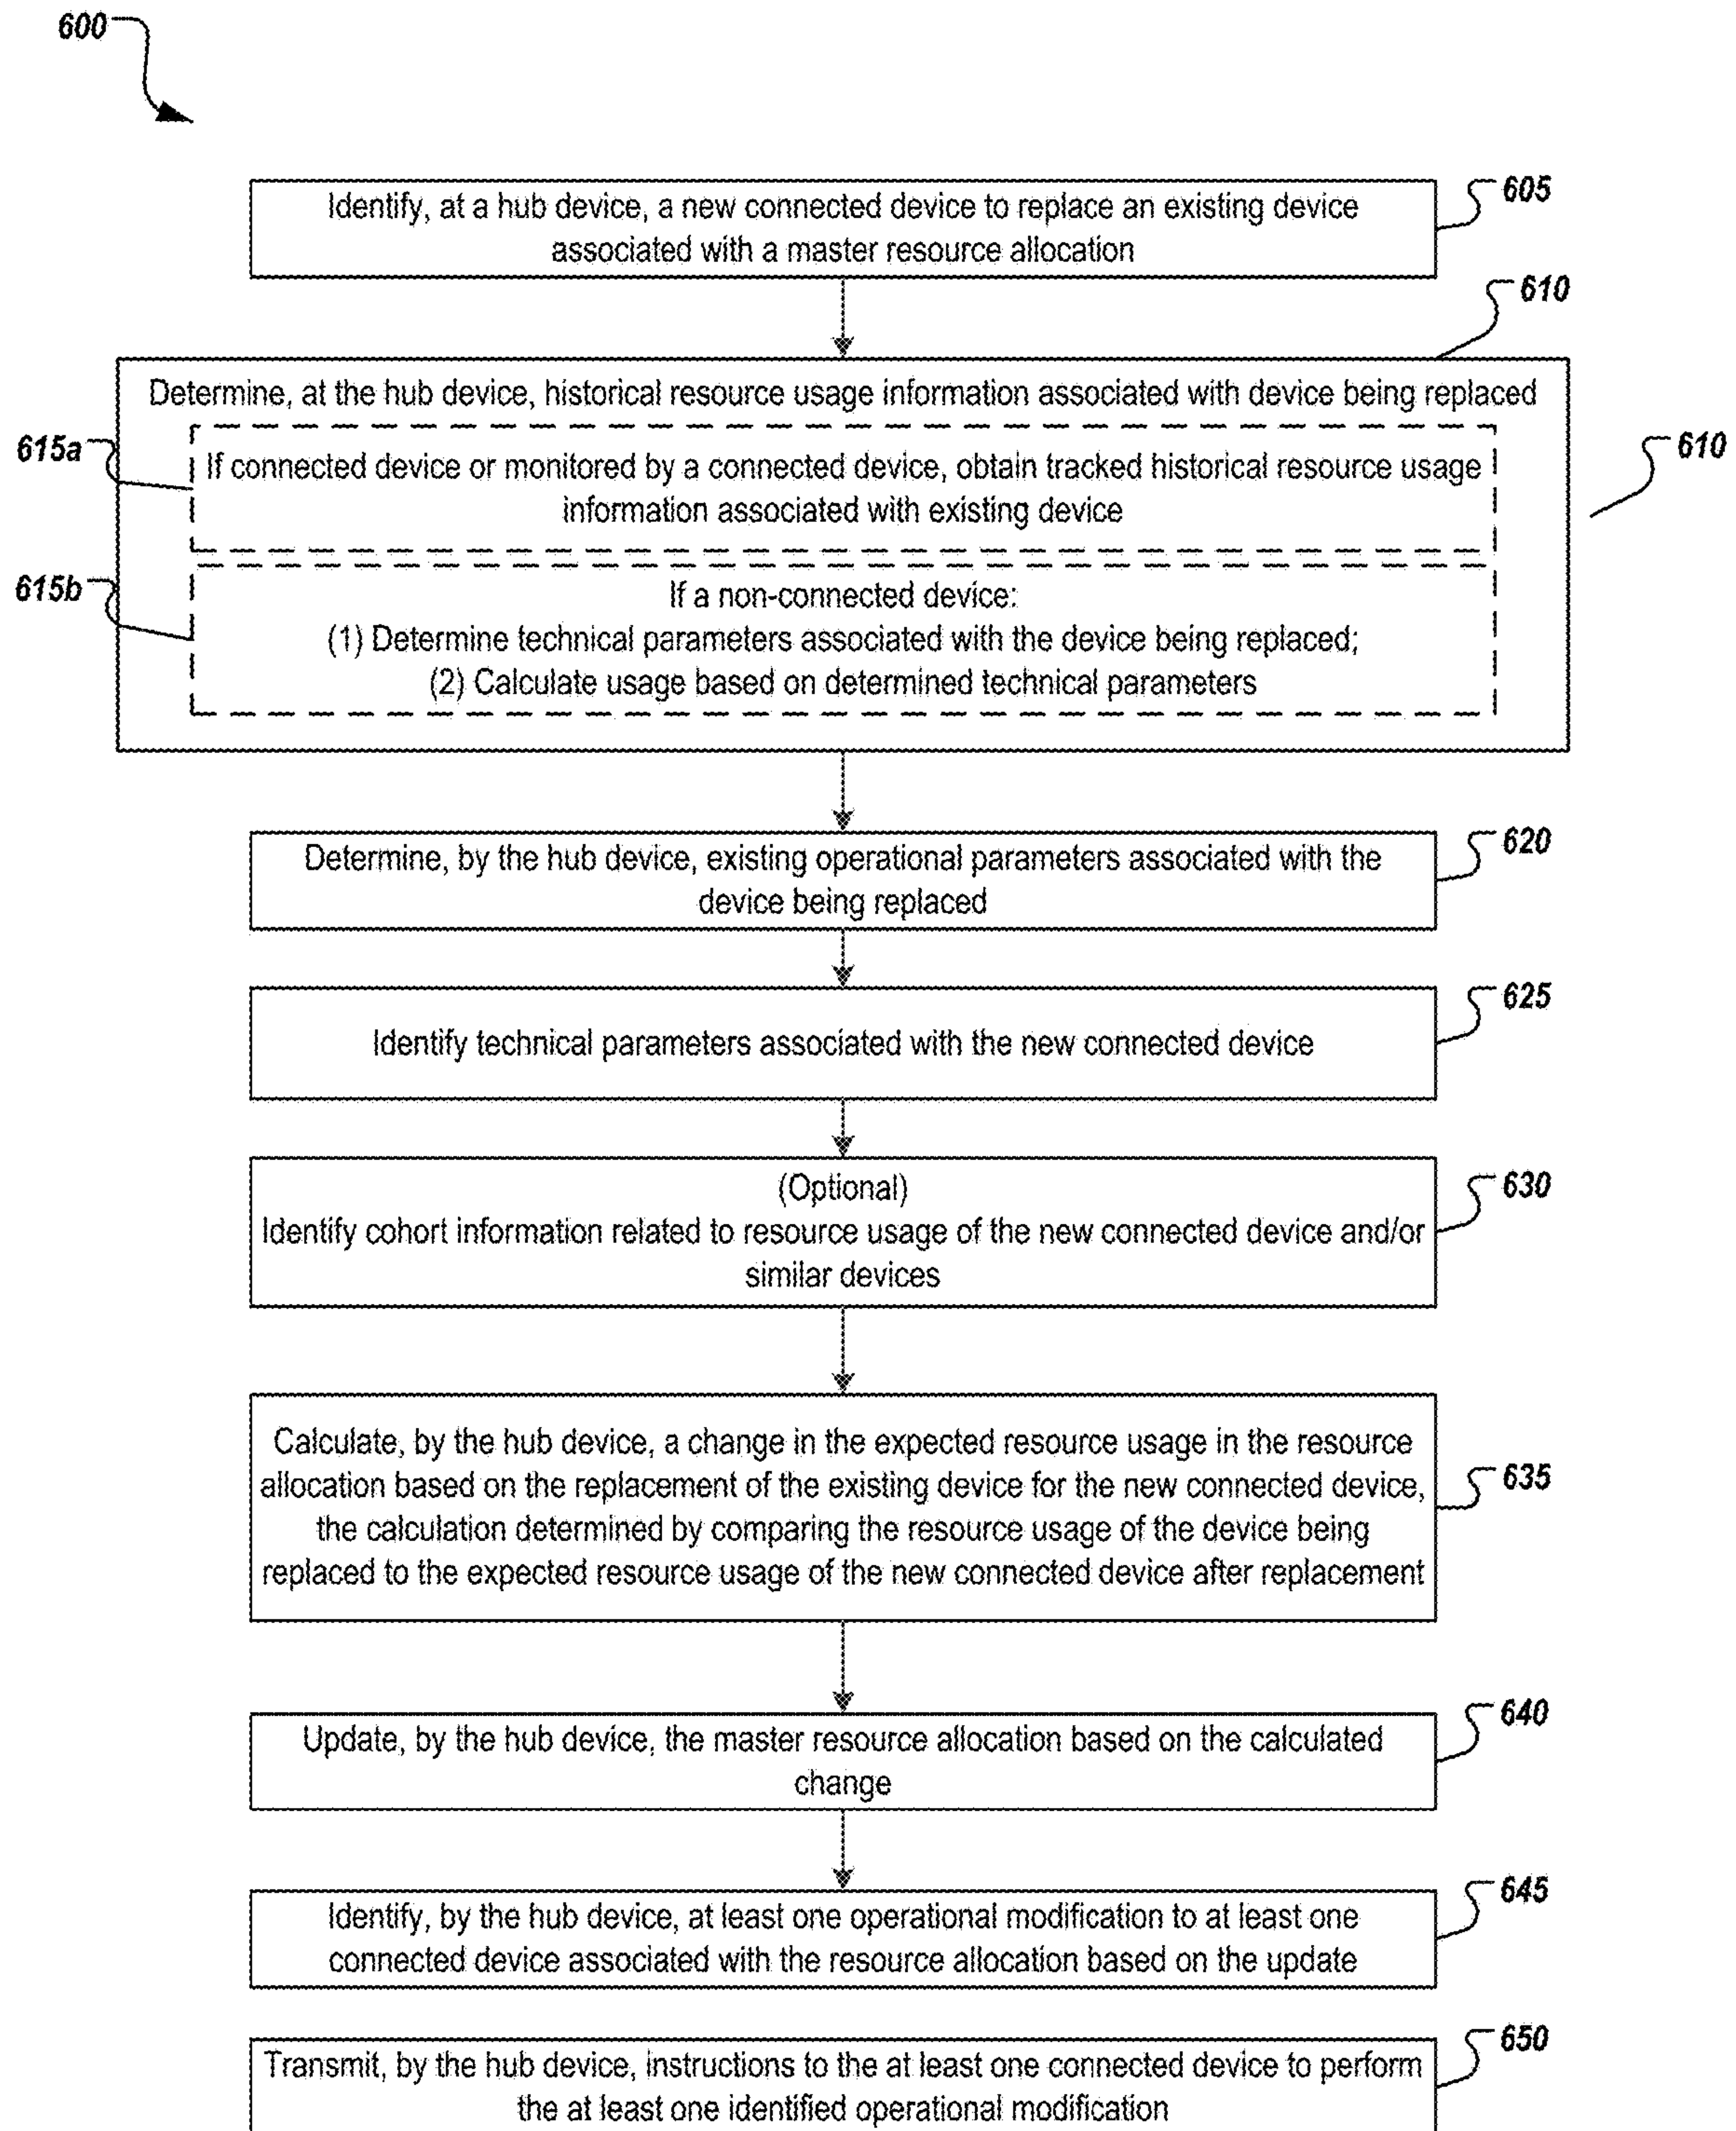 600
605
Identify, at a hub device, a new connected device to replace an existing device
associated with a master resource allocation
610
Determine, at the hub device, historical resource usage information associated with device being replaced
615a
610
If connected device or monitored by a connected device, obtain tracked historical resource usage
information associated with existing device
615b
If a non-connected device:
(1) Determine technical parameters associated with the device being replaced;
(2) Calculate usage based on determined technical parameters
620
Determine, by the hub device, existing operational parameters associated with the
device being replaced
625
Identify technical parameters associated with the new connected device
630
(Optional)
Identify cohort information related to resource usage of the new connected device and/or
similar devices
635
Calculate, by the hub device, a change in the expected resource usage in the resource
allocation based on the replacement of the existing device for the new connected device,
the calculation determined by comparing the resource usage of the device being
replaced to the expected resource usage of the new connected device after replacement
640
Update, by the hub device, the master resource allocation based on the calculated
change
645
Identify, by the hub device, at least one operational modification to at least one
connected device associated with the resource allocation based on the update
650
Transmit, by the hub device, instructions to the at least one connected device to perform
the at least one identified operational modification